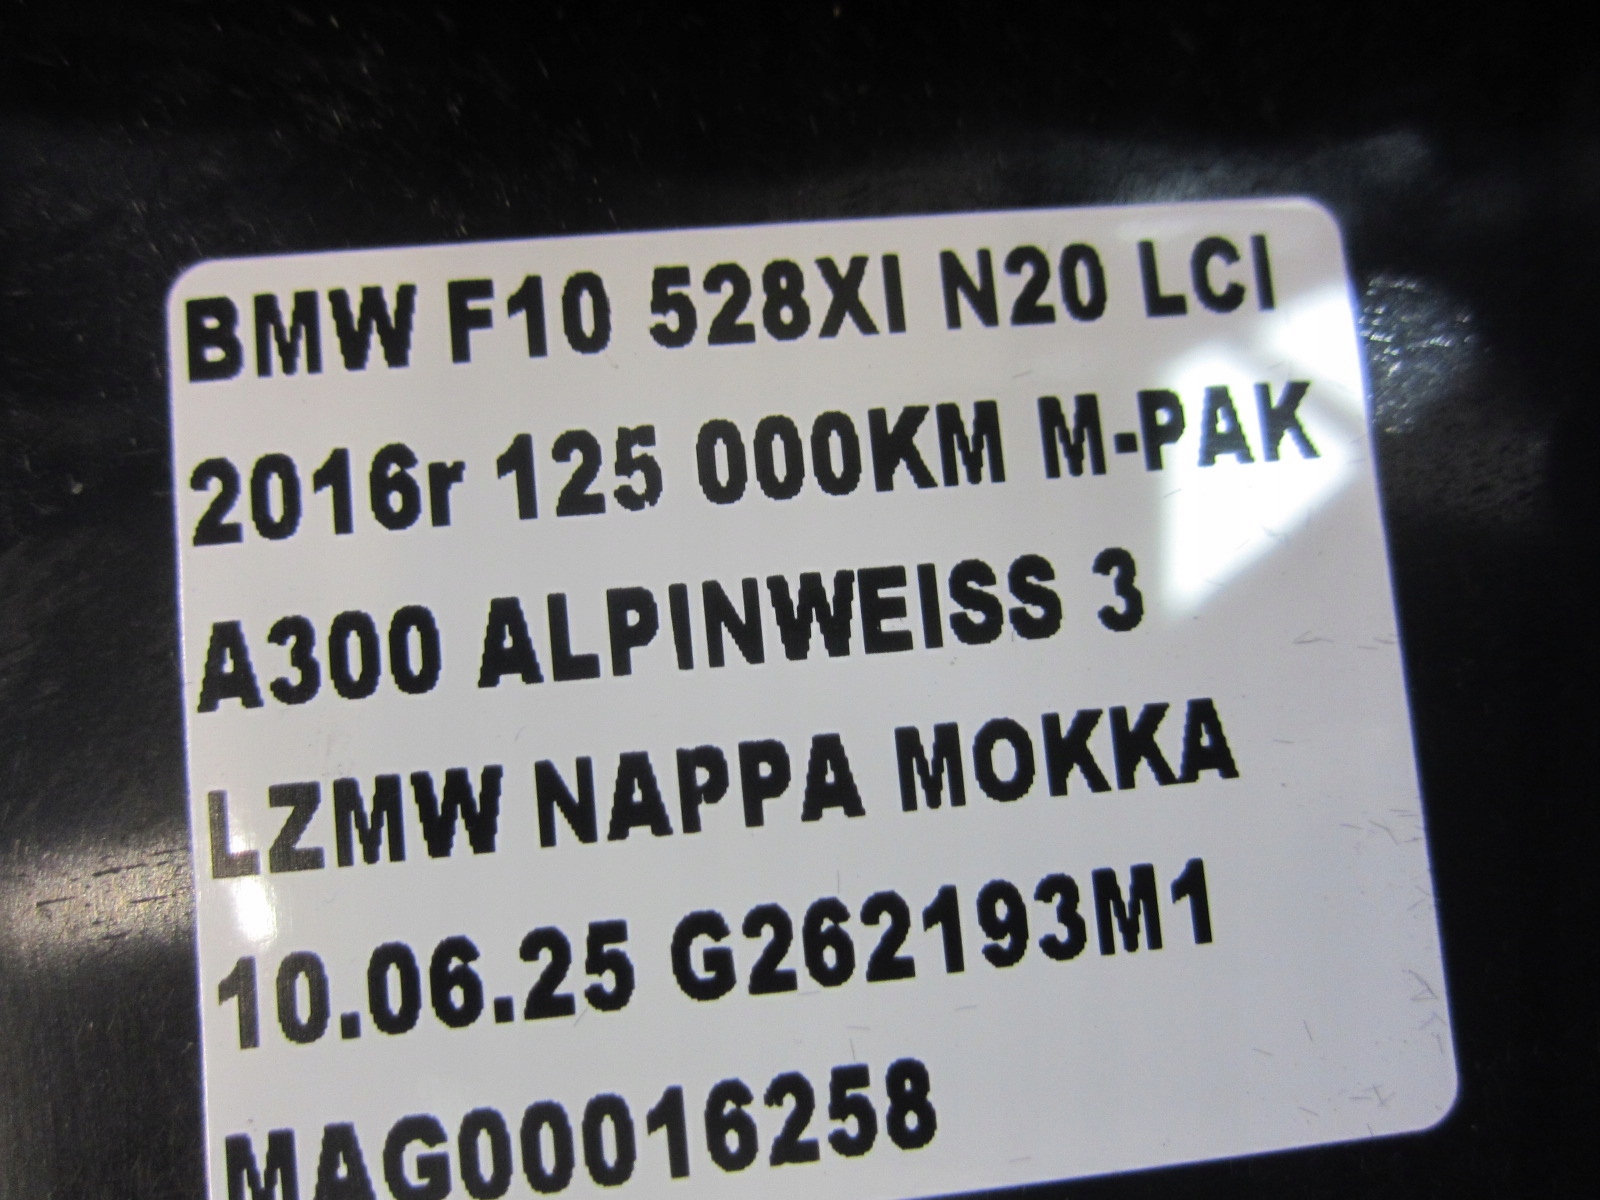 BMW F10 528XI N20 LCI
2016r 125 000KM M-PAK
A300 ALPINWEISS 3
LZMW NAPPA MOKKA
10.06.25 G262193M1
MAG00016258